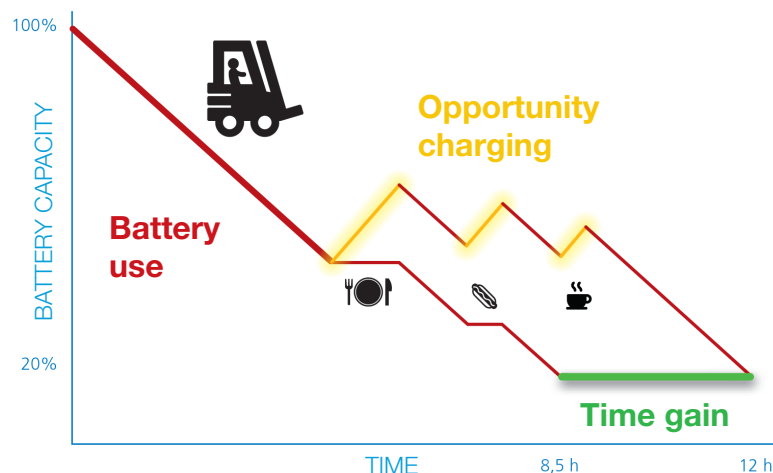 100%
Opportunity
charging
BATTERY CAPACITY
Battery
use
20%
Time gain
TIME
8,5 h
12 h